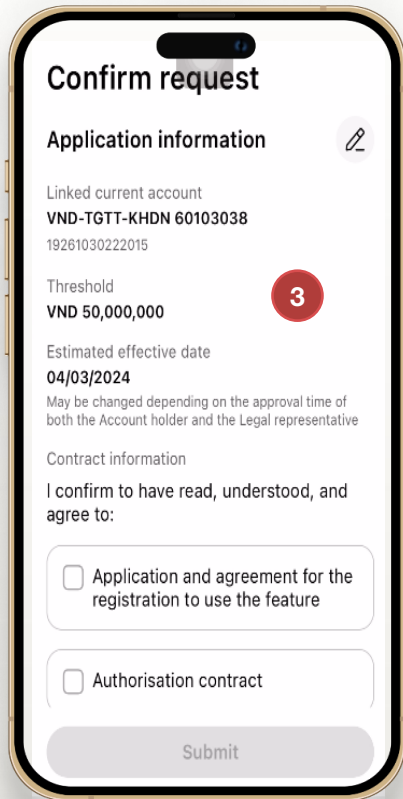 Confirm request
Application information
Linked current account
VND-TGTT-KHDN 60103038
19261030222015
Threshold
VND 50,000,000
3
Estimated effective date
04/03/2024
May be changed depending on the approval time of
both the Account holder and the Legal representative
Contract information
I confirm to have read, understood, and
agree to:
Application and agreement for the
registration to use the feature
Authorisation contract
Submit